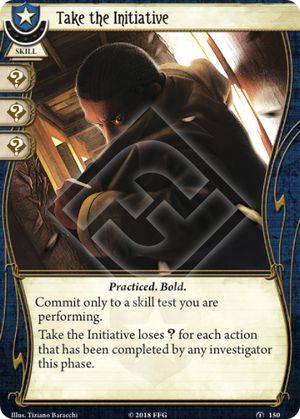 Take the Initiative
SKILL
?
?
?
Practiced. Bold.
Commit only to a skill test you are
performing.
Take the Initiative loses ? for each action
that has been completed by any investigator
this phase.
Illus. Tiziano Baracchi © 2018 FFG 150